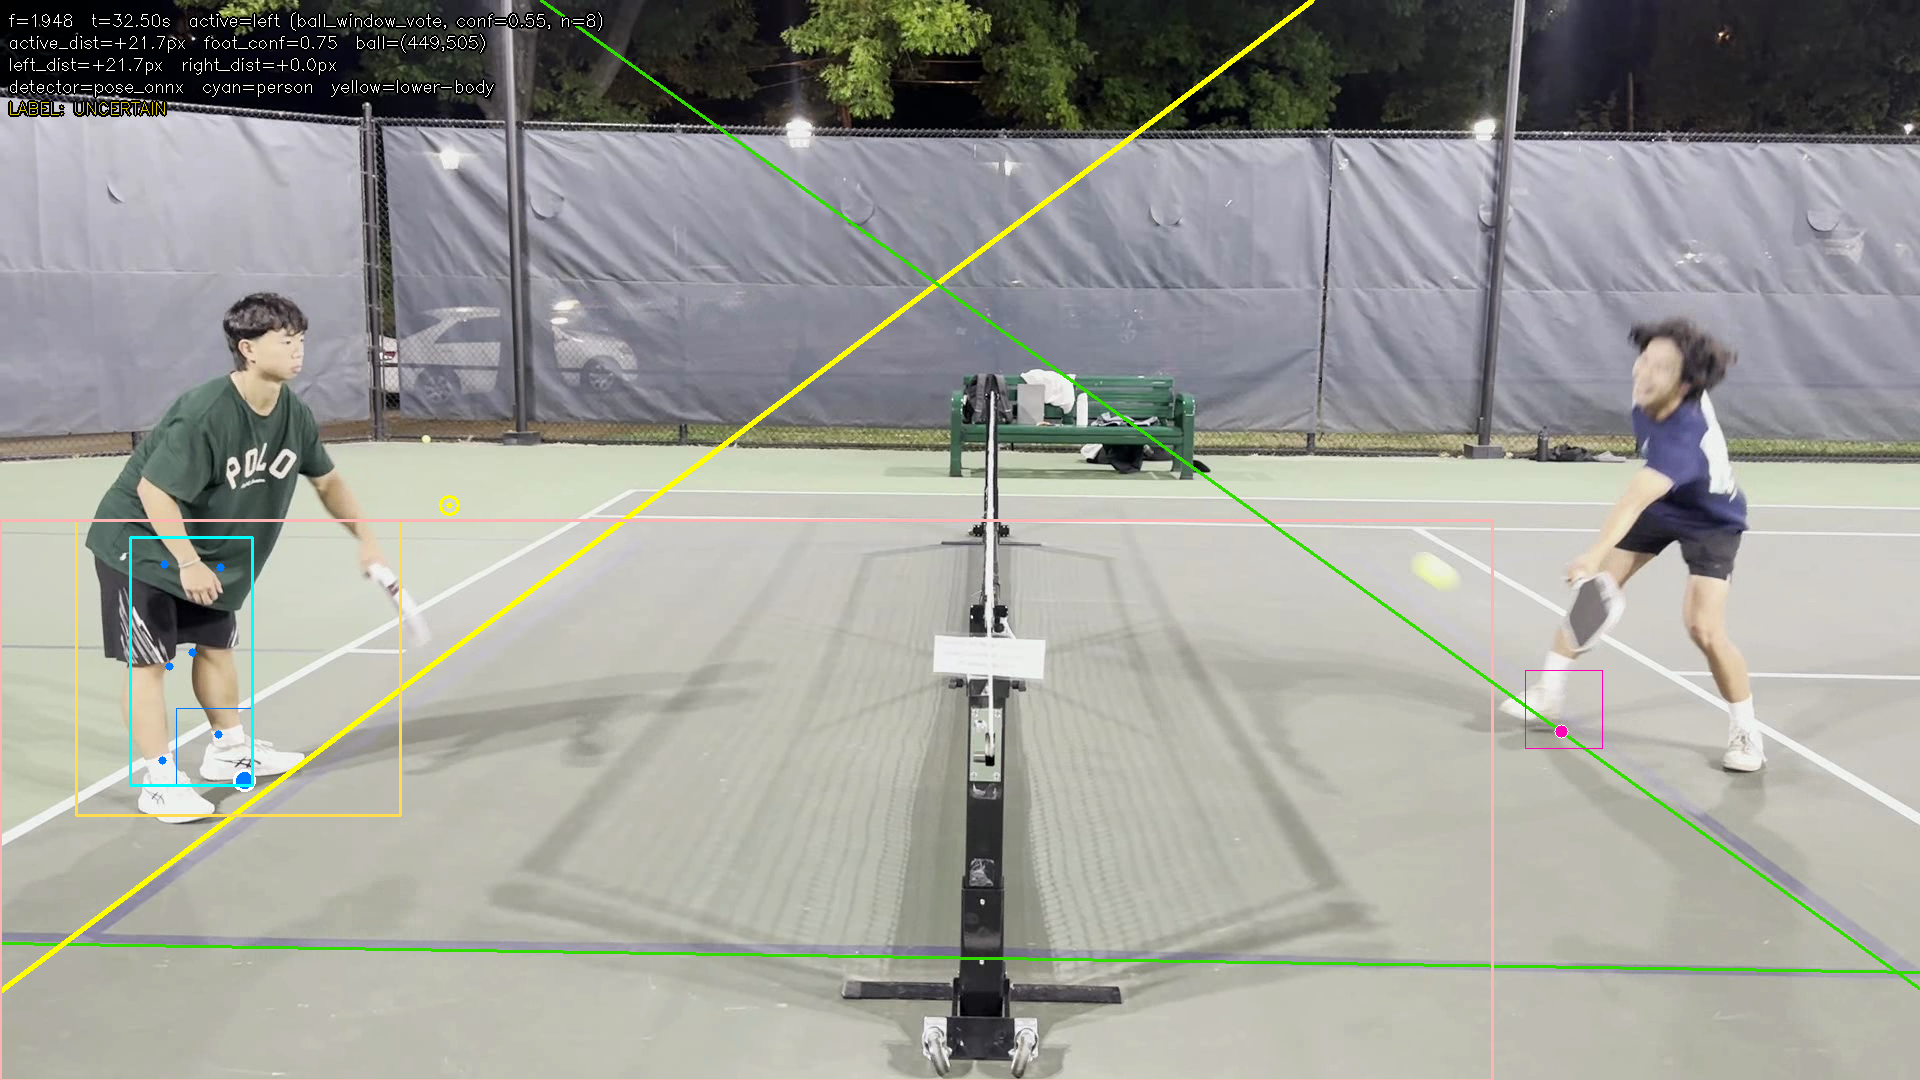 f=1948 t=32.50s active=left (ball_window_vote, conf=0.55, n=8)
active_dist=+21.7px foot_conf=0.75 ball=(449,505)
left_dist=+21.7px right_dist=+0.0px
detector=pose_onnx cyan=person yellow=lower-body
LABEL: UNCERTAIN
POLO